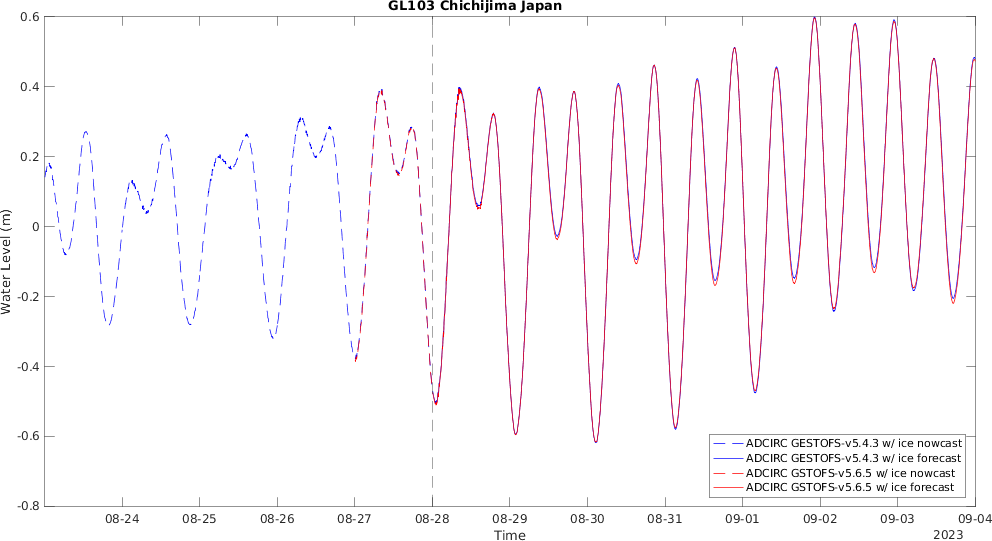 GL103 Chichijima Japan
0.6
0.4
0.2
0
-0.2
-0.4
-0.6
-0.8
Water Level (m)
ADCIRC GESTOFS-v5.4.3 w/ ice nowcast
ADCIRC GESTOFS-v5.4.3 w/ ice forecast
ADCIRC GSTOFS-v5.6.5 w/ ice nowcast
ADCIRC GSTOFS-v5.6.5 w/ ice forecast
08-24 08-25 08-26 08-27 08-28 08-29 08-30 08-31 09-01 09-02 09-03 09-04
Time
2023